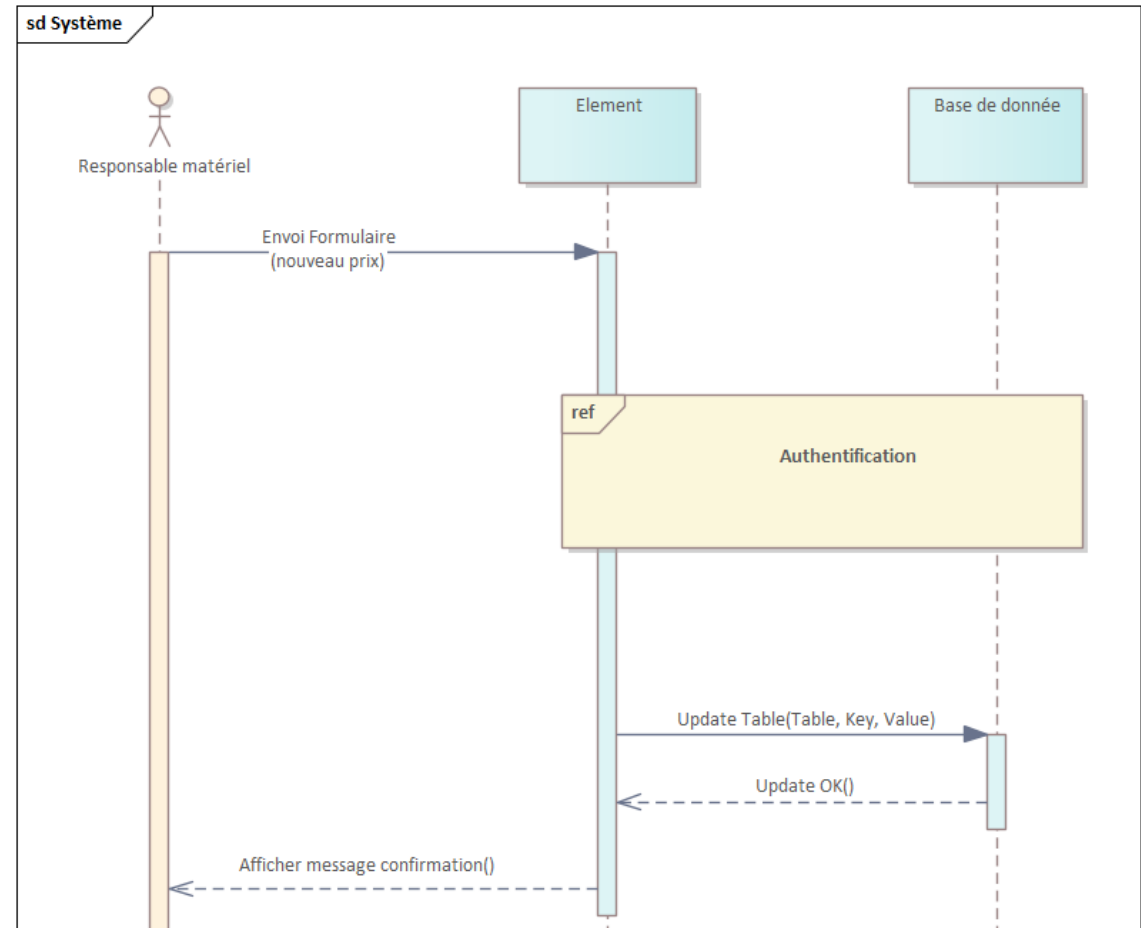 sd Système
Element
Base de donnée
Responsable matériel
Envoi Formulaire
(nouveau prix)
ref
Authentification
Update Table(Table, Key, Value)
Update OK()
Afficher message confirmation()